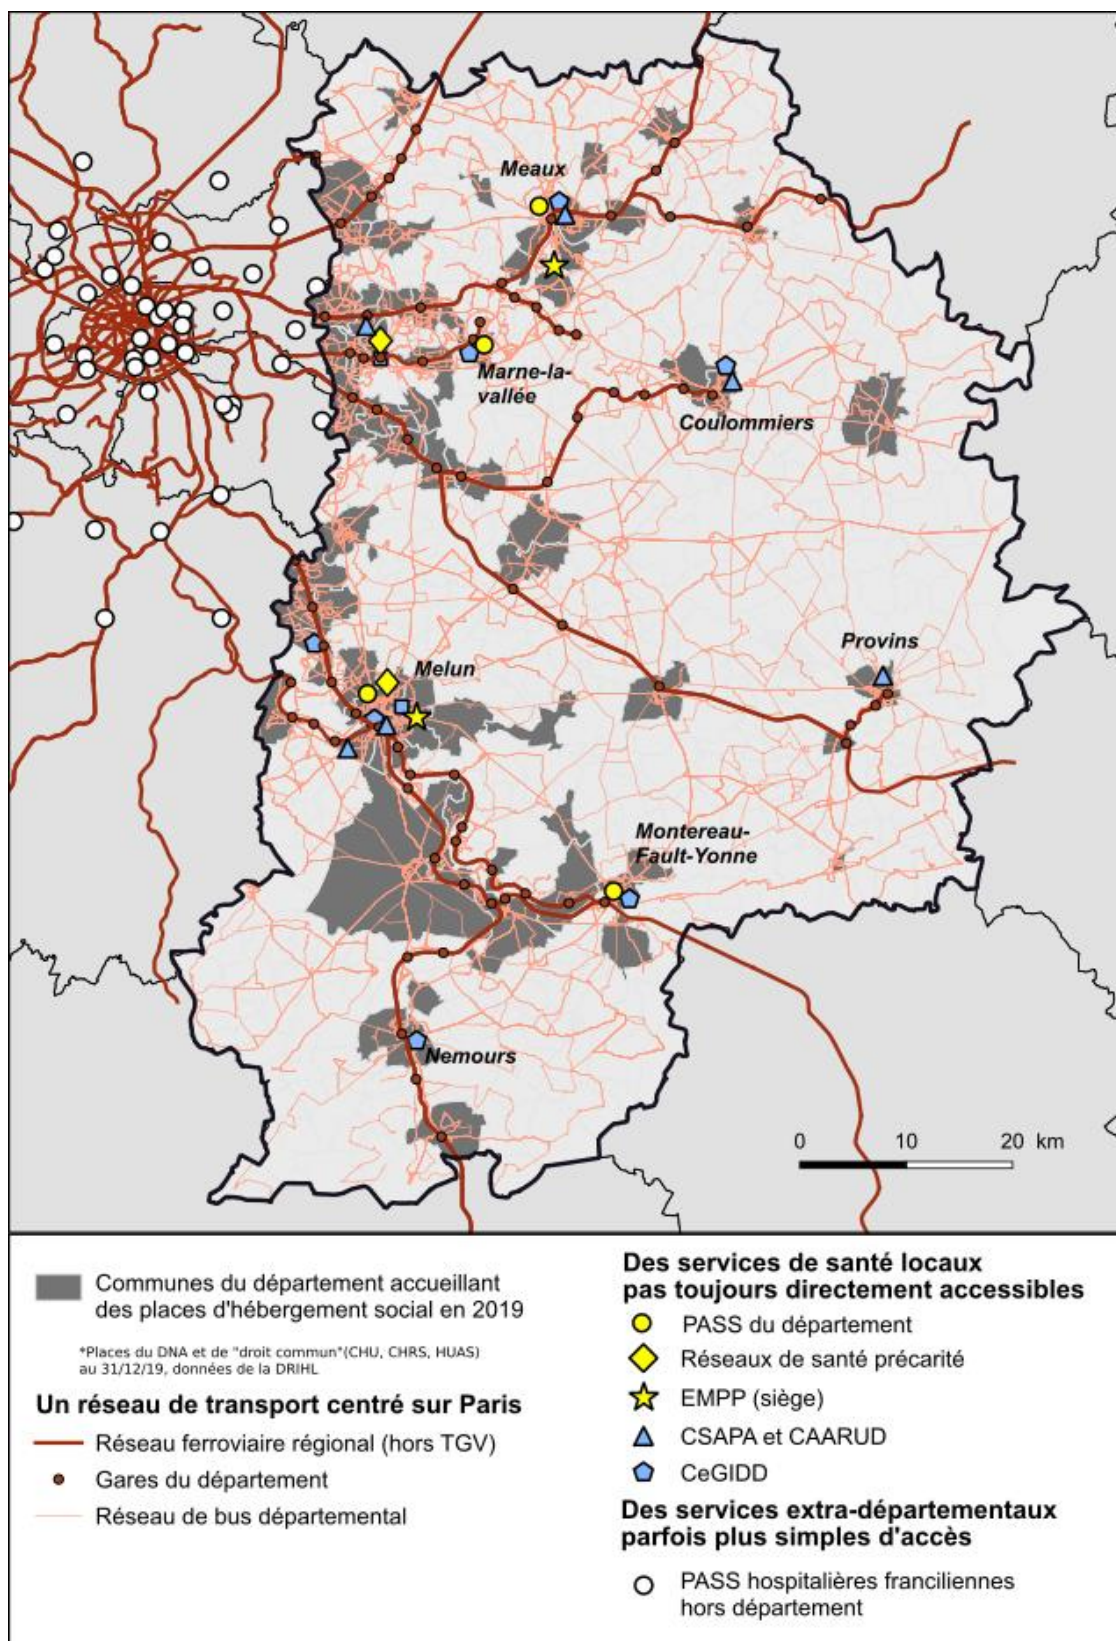 Meaux
Marne-la-
vallée
Coulommiers
Provins
Melun
Montereau-
Fault-Yonne
Nemours
0 10 20 km
Communes du département accueillant
des places d'hébergement social en 2019
*Places du DNA et de "droit commun"(CHU, CHRS, HUAS)
au 31/12/19, données de la DRIHL
Un réseau de transport centré sur Paris
Réseau ferroviaire régional (hors TGV)
Gares du département
Réseau de bus départemental
Des services de santé locaux
pas toujours directement accessibles
PASS du département
Réseaux de santé précarité
EMPP (siège)
CSAPA et CAARUD
CeGIDD
Des services extra-départementaux
parfois plus simples d'accès
PASS hospitalières franciliennes
hors département